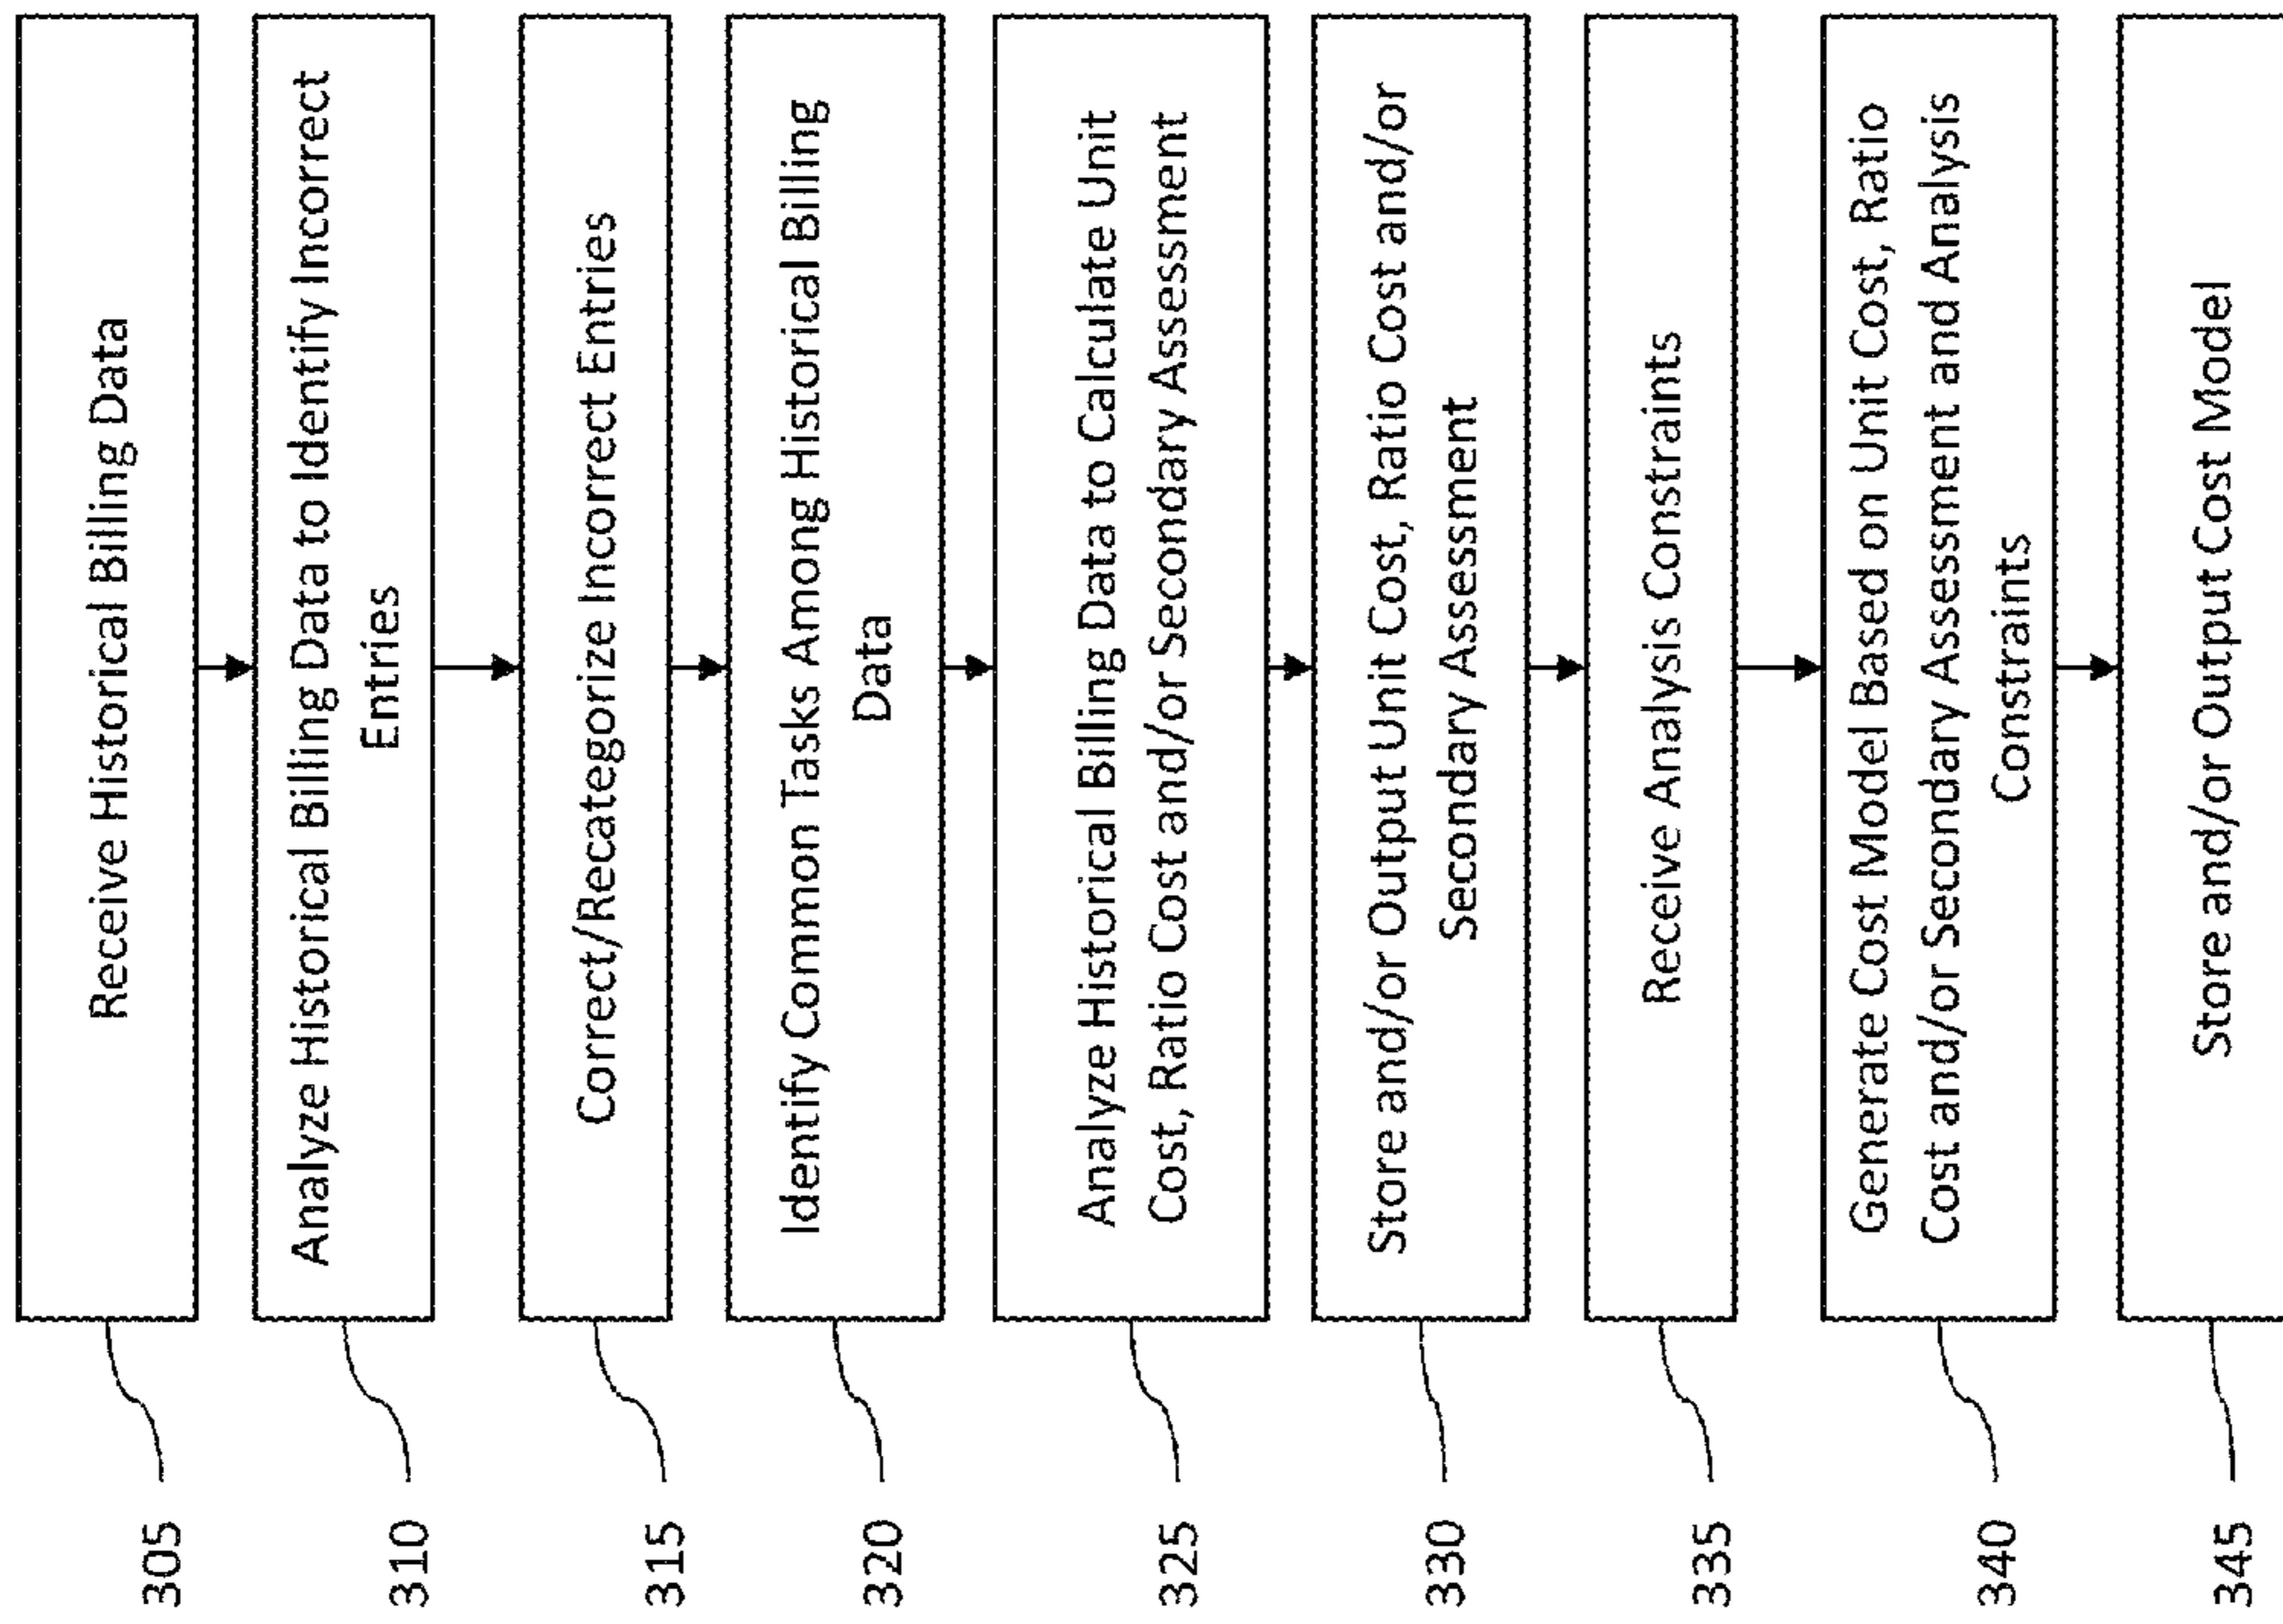 305
Receive Historical Billing Data
310
Analyze Historical Billing Data to Identify Incorrect
Entries
315
Correct/Recategorize Incorrect Entries
320
Identify Common Tasks Among Historical Billing
Data
325
Analyze Historical Billing Data to Calculate Unit
Cost, Ratio Cost and/or Secondary Assessment
330
Store and/or Output Unit Cost, Ratio Cost and/or
Secondary Assessment
335
Receive Analysis Constraints
340
Generate Cost Model Based on Unit Cost, Ratio
Cost and/or Secondary Assessment and Analysis
Constraints
345
Store and/or Output Cost Model